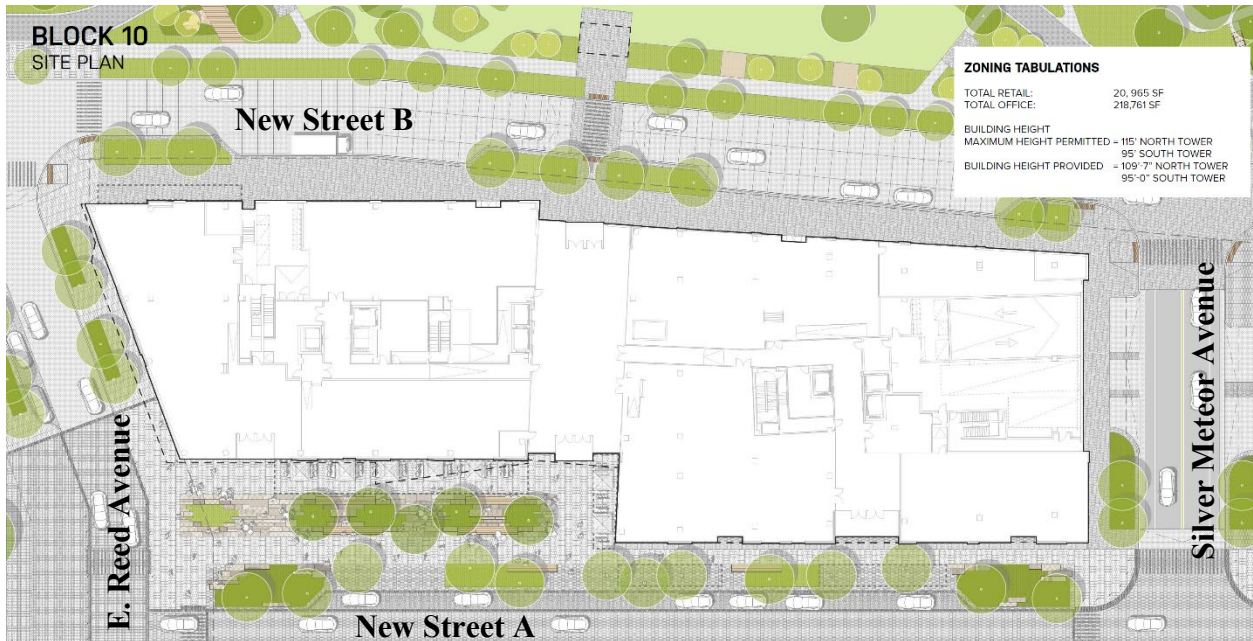 BLOCK 10
SITE PLAN
New Street B
ZONING TABULATIONS
TOTAL RETAIL: 20, 965 SF
TOTAL OFFICE: 218,761 SF
BUILDING HEIGHT
MAXIMUM HEIGHT PERMITTED = 115' NORTH TOWER
95' SOUTH TOWER
BUILDING HEIGHT PROVIDED = 109'-7" NORTH TOWER
95'-0" SOUTH TOWER
E. Reed Avenue
Silver Meteor Avenue
New Street A